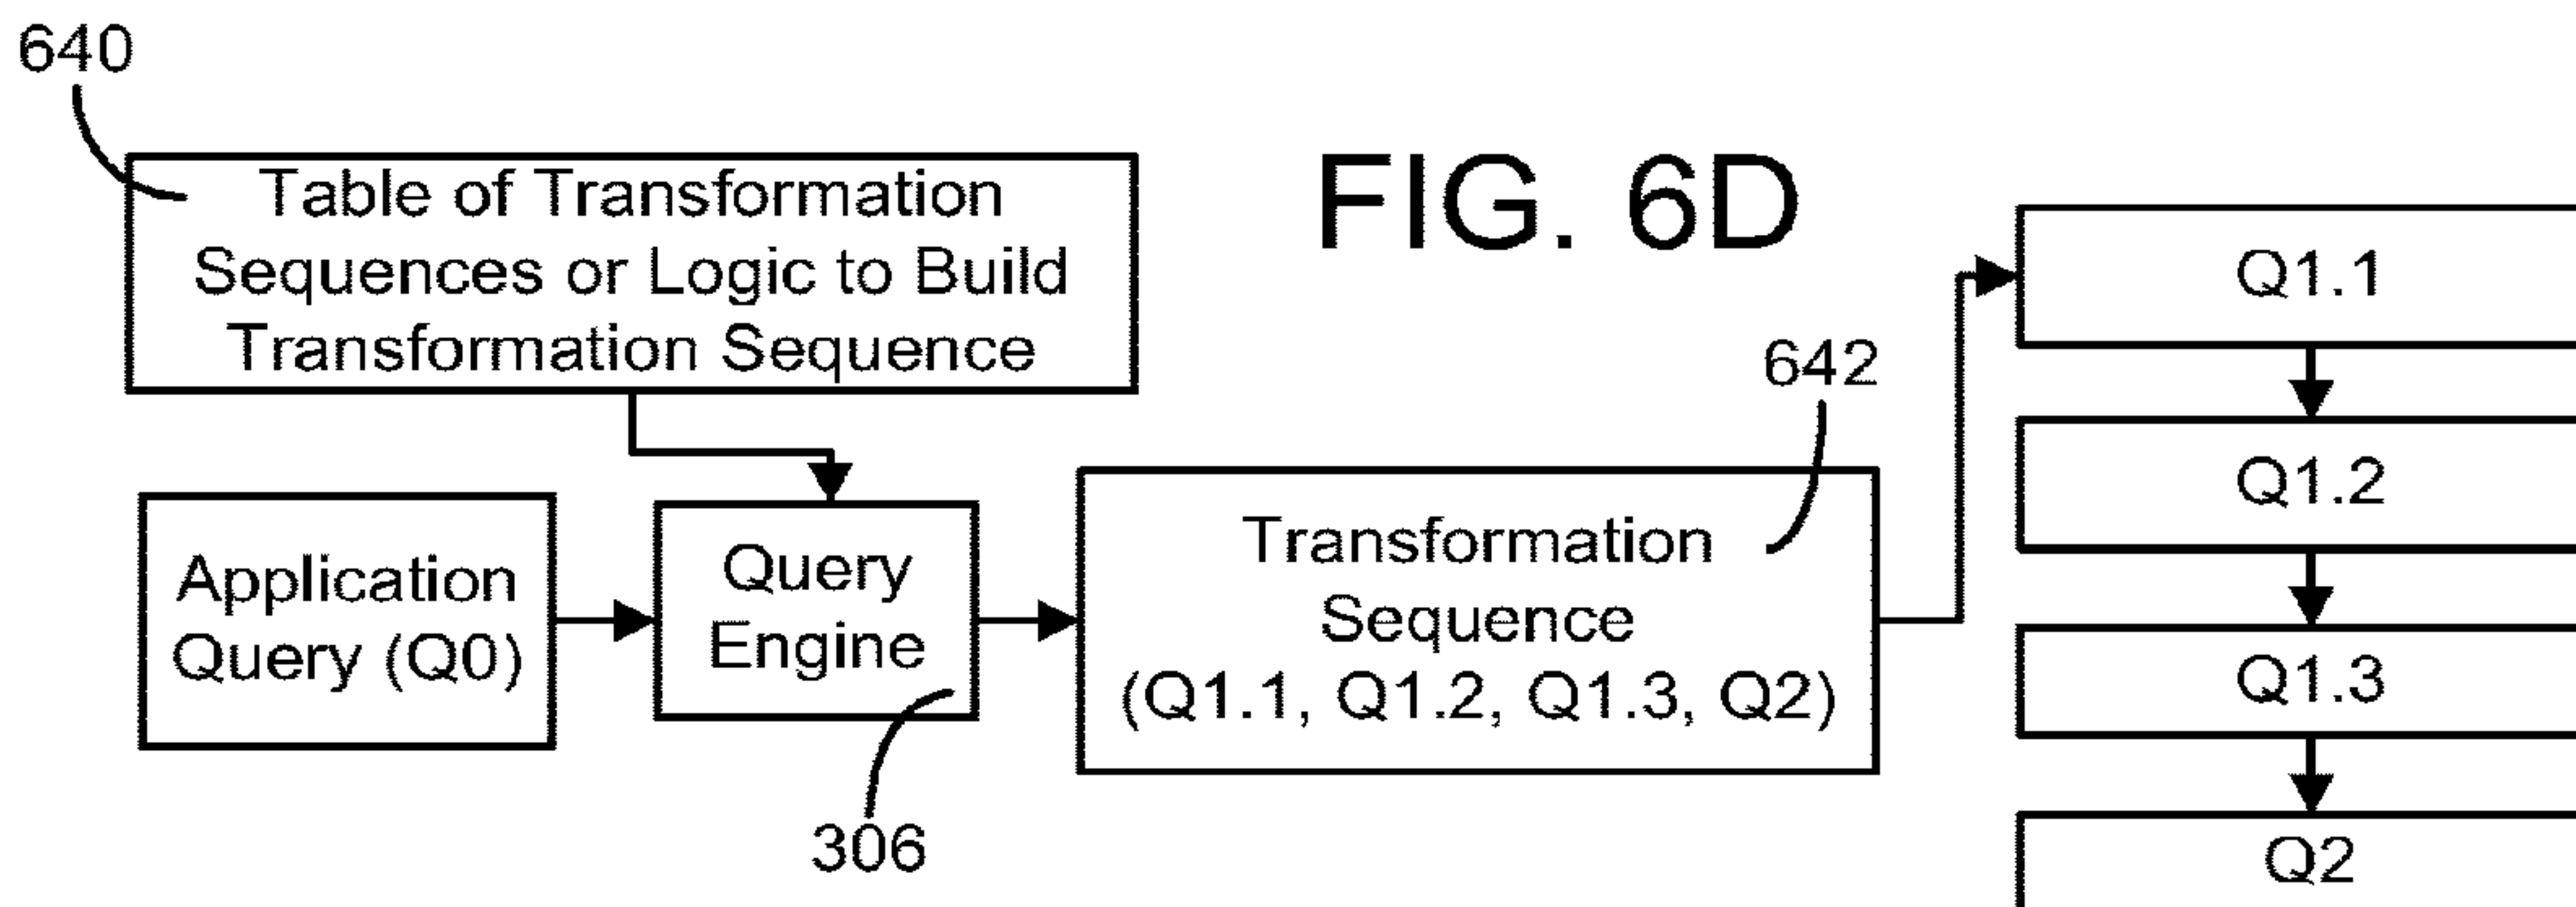 640
Table of Transformation
Sequences or Logic to Build
Transformation Sequence
FIG. 6D
Application
Query (Q0)
Query
Engine
306
642
Transformation
Sequence
(Q1.1, Q1.2, Q1.3, Q2)
Q1.1
Q1.2
Q1.3
Q2